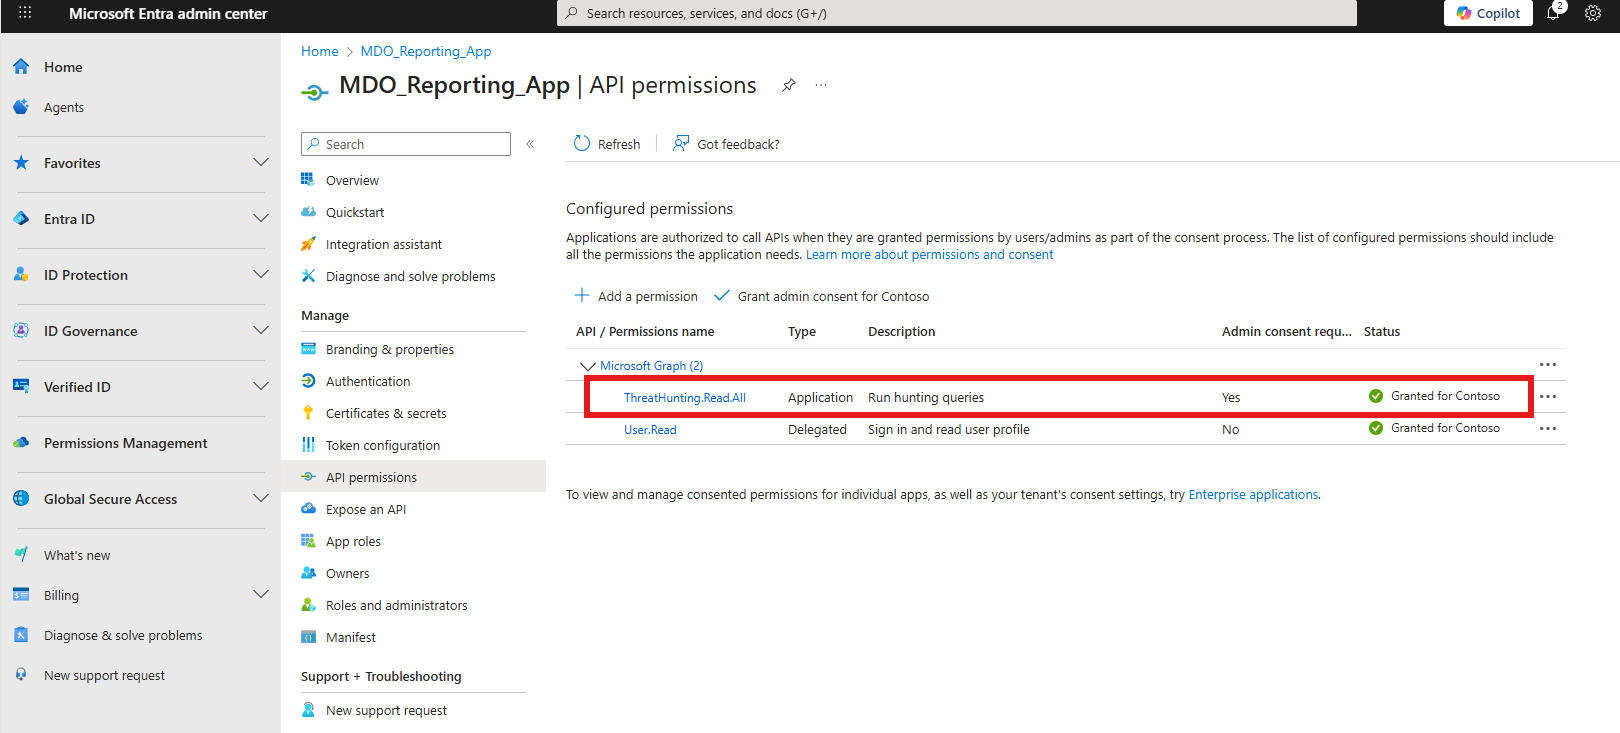 Microsoft Entra admin center
Search resources, services, and docs (G+/)
Copilot
2
Home
Agents
Favorites
Entra ID
ID Protection
ID Governance
Verified ID
Permissions Management
Global Secure Access
What's new
Billing
Diagnose & solve problems
New support request
Home > MDO_Reporting_App
MDO_Reporting_App | API permissions
Search
Overview
Quickstart
Integration assistant
Diagnose and solve problems
Manage
Branding & properties
Authentication
Certificates & secrets
Token configuration
API permissions
Expose an API
App roles
Owners
Roles and administrators
Manifest
Support + Troubleshooting
New support request
Refresh
Got feedback?
Configured permissions
Applications are authorized to call APIs when they are granted permissions by users/admins as part of the consent process. The list of configured permissions should include
all the permissions the application needs. Learn more about permissions and consent
Add a permission
Grant admin consent for Contoso
API / Permissions name Type Description Admin consent requ... Status
Microsoft Graph (2)
ThreatHunting.Read.All Application Run hunting queries Yes Granted for Contoso
User.Read Delegated Sign in and read user profile No Granted for Contoso
To view and manage consented permissions for individual apps, as well as your tenant's consent settings, try Enterprise applications.